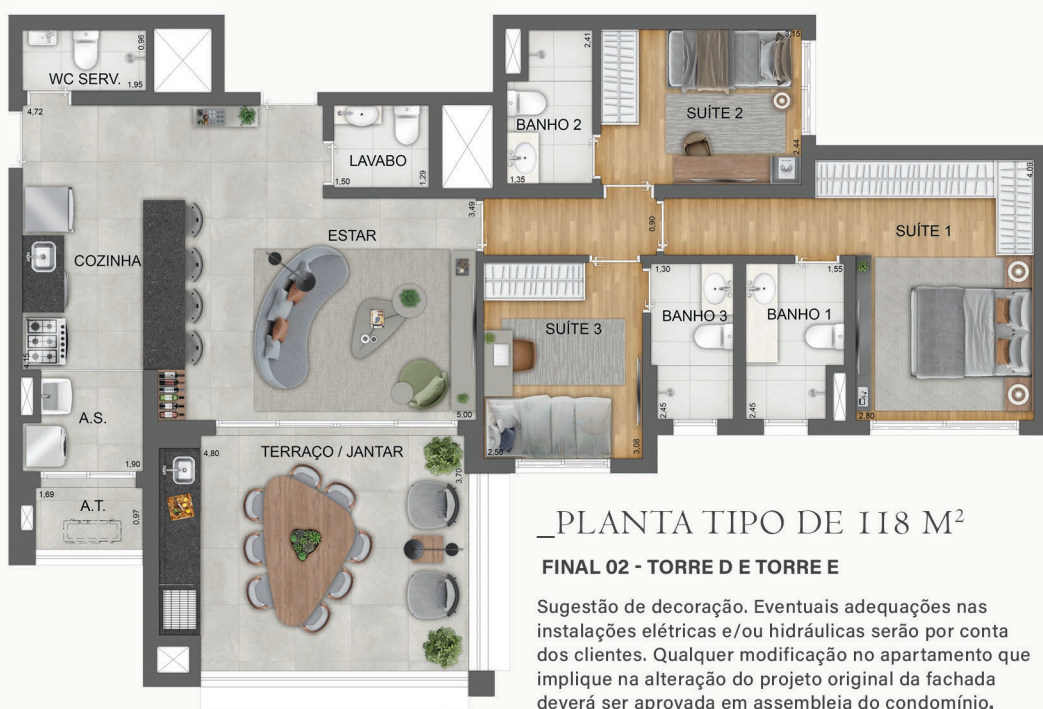 WC SERV.
0,96
1,95
4,72
LAVABO
1,50
1,29
2,41
BANHO 2
1,35
3,15
SUÍTE 2
2,44
4,09
SUÍTE 1
3,49
0,90
ESTAR
COZINHA
4,15
1,30
BANHO 3
2,45
1,55
BANHO 1
2,45
SUÍTE 3
2,50
3,08
2,80
5,00
A.S.
1,90
4,80
TERRAÇO / JANTAR
3,70
1,69
A.T.
0,97
_PLANTA TIPO DE 118 M²
FINAL 02 - TORRE D E TORRE E
Sugestão de decoração. Eventuais adequações nas
instalações elétricas e/ou hidráulicas serão por conta
dos clientes. Qualquer modificação no apartamento que
implique na alteração do projeto original da fachada
deverá ser aprovada em assembleia do condomínio.